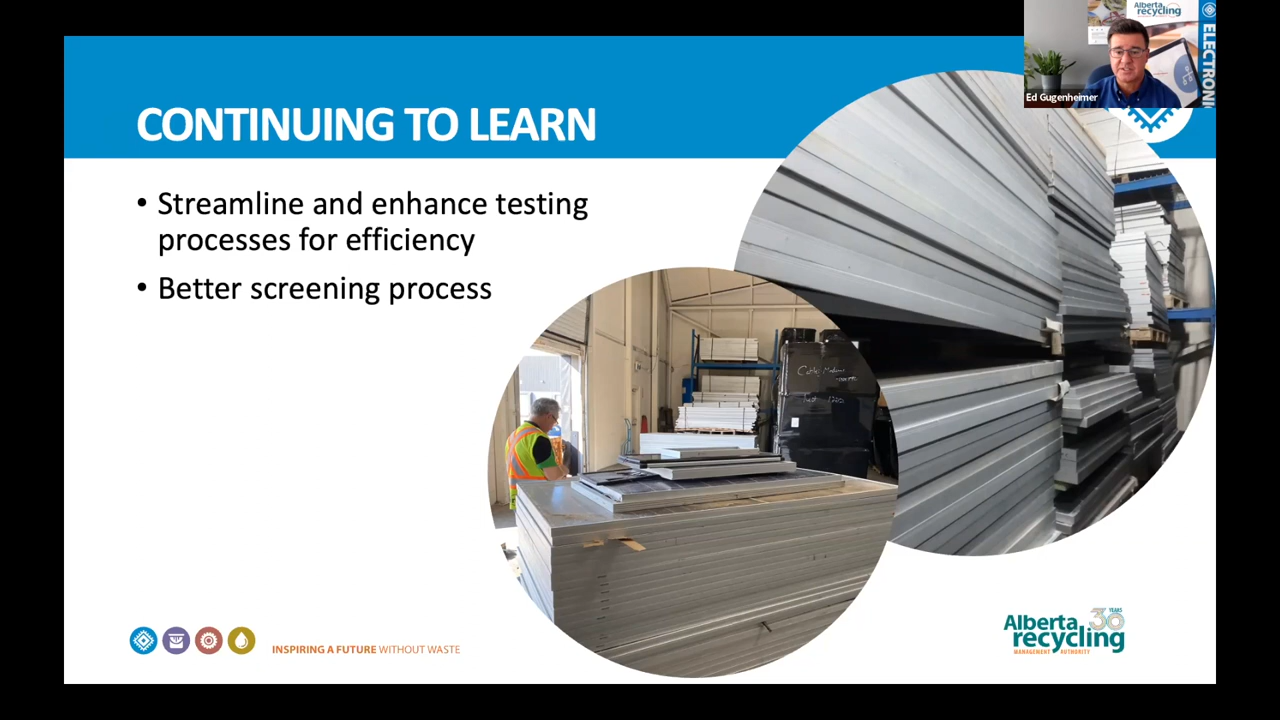 Alberta
recycling
ELECTRONI
Ed Gugenheimer
CONTINUING TO LEARN
• Streamline and enhance testing
processes for efficiency
• Better screening process
INSPIRING A FUTURE WITHOUT WASTE
30 YEARS
Alberta
recycling
MANAGEMENT AUTHORITY